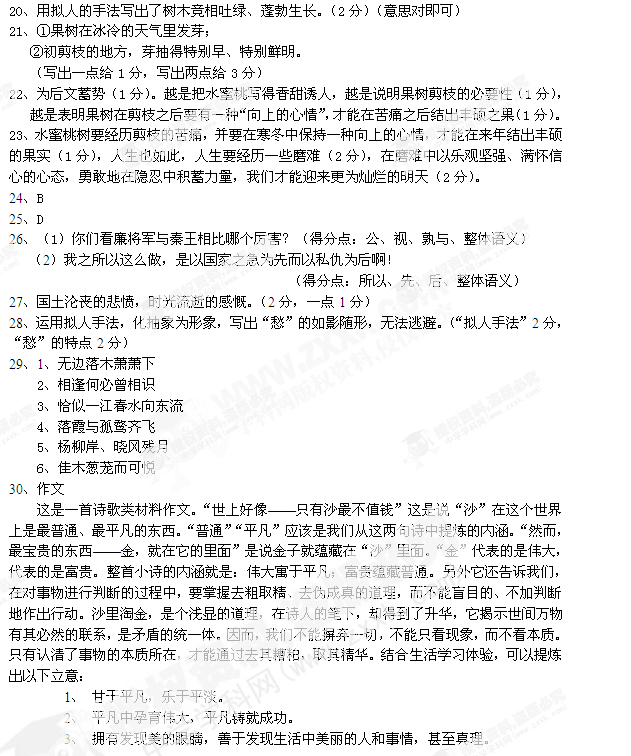 20、用拟人的手法写出了树木竞相吐绿、蓬勃生长。（2分）（意思对即可）
21、①果树在冰冷的天气里发芽；
②初剪枝的地方，芽抽得特别早、特别鲜明。
（写出一点给1分，写出两点给3分）
22、为后文蓄势（1分）。越是把水蜜桃写得香甜诱人，越是说明果树剪枝的必要性（1分），
越是表明果树在剪枝之后要有一种“向上的心情”，才能在苦痛之后结出丰硕之果（1分）。
23、水蜜桃树要经历剪枝的苦痛，并要在寒冬中保持一种向上的心情，才能在来年结出丰硕
的果实（1分），人生也如此，人生要经历一些磨难（2分），在磨难中以乐观坚强、满怀信
心的心态，勇敢地在隐忍中积蓄力量，我们才能迎来更为灿烂的明天（2分）。
24、B
25、D
26、（1）你们看廉将军与秦王相比哪个厉害？（得分点：公、视、孰与、整体语义）
（2）我之所以这么做，是以国家之急为先而以私仇为后啊！
（得分点：所以、先、后、整体语义）
27、国土沦丧的悲愤，时光流逝的感慨。（2分，一点1分）
28、运用拟人手法，化抽象为形象，写出“愁”的如影随形，无法逃避。（“拟人手法”2分，
“愁”的特点2分）
29、1、无边落木萧萧下
2、相逢何必曾相识
3、恰似一江春水向东流
4、落霞与孤鹜齐飞
5、杨柳岸、晓风残月
6、佳木葱茏而可悦
30、作文
这是一首诗歌类材料作文。“世上好像——只有沙最不值钱”这是说“沙”在这个世界
上是最普通、最平凡的东西。“普通”“平凡”应该是我们从这两句诗中提炼的内涵。“然而，
最宝贵的东西——金，就在它的里面”是说金子就蕴藏在“沙”里面。“金”代表的是伟大，
代表的是富贵。整首小诗的内涵就是：伟大寓于平凡；富贵蕴藏普通。另外它还告诉我们，
在对事物进行判断的过程中，要掌握去粗取精、去伪成真的道理，而不能盲目的、不加判断
地作出行动。沙里淘金，是个浅显的道理，在诗人的笔下，却得到了升华，它揭示世间万物
有其必然的联系，是矛盾的统一体。因而，我们不能摒弃一切，不能只看现象，而不看本质。
只有认清了事物的本质所在，才能通过去其糟粕，取其精华。结合生活学习体验，可以提炼
出以下立意：
1、 甘于平凡，乐于平淡。
2、 平凡中孕育伟大，平凡铸就成功。
3、 拥有发现美的眼睛，善于发现生活中美丽的人和事情，甚至真理。